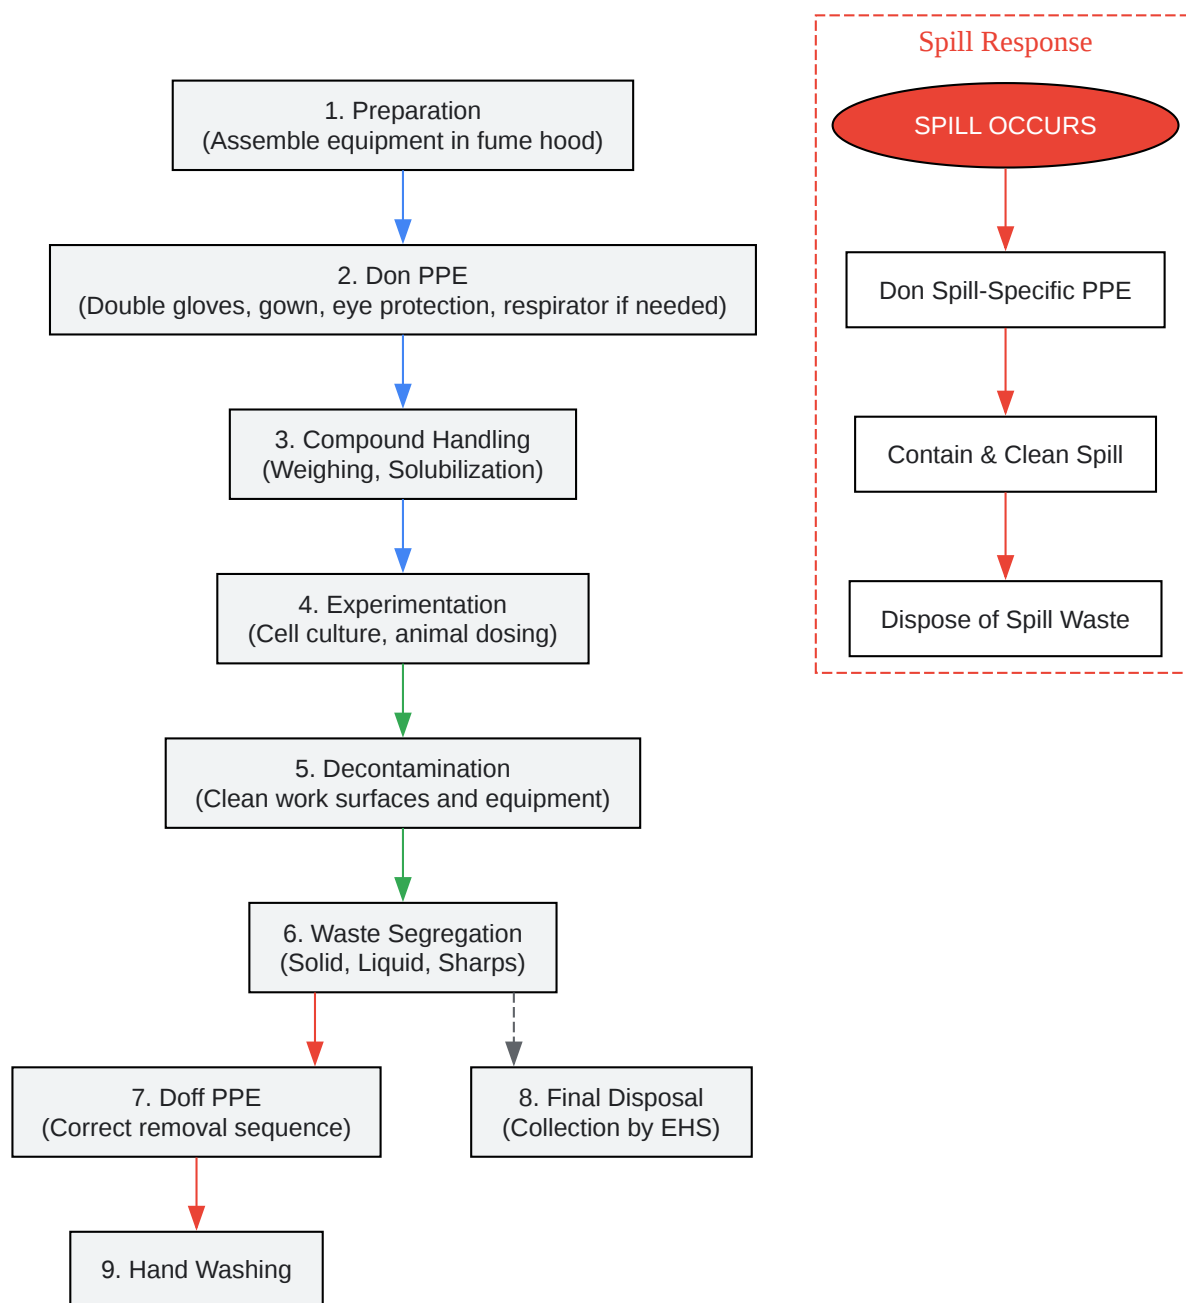 Spill Response
SPILL OCCURS
Don Spill-Specific PPE
Contain & Clean Spill
Dispose of Spill Waste
1. Preparation
(Assemble equipment in fume hood)
2. Don PPE
(Double gloves, gown, eye protection, respirator if needed)
3. Compound Handling
(Weighing, Solubilization)
4. Experimentation
(Cell culture, animal dosing)
5. Decontamination
(Clean work surfaces and equipment)
6. Waste Segregation
(Solid, Liquid, Sharps)
7. Doff PPE
(Correct removal sequence)
8. Final Disposal
(Collection by EHS)
9. Hand Washing